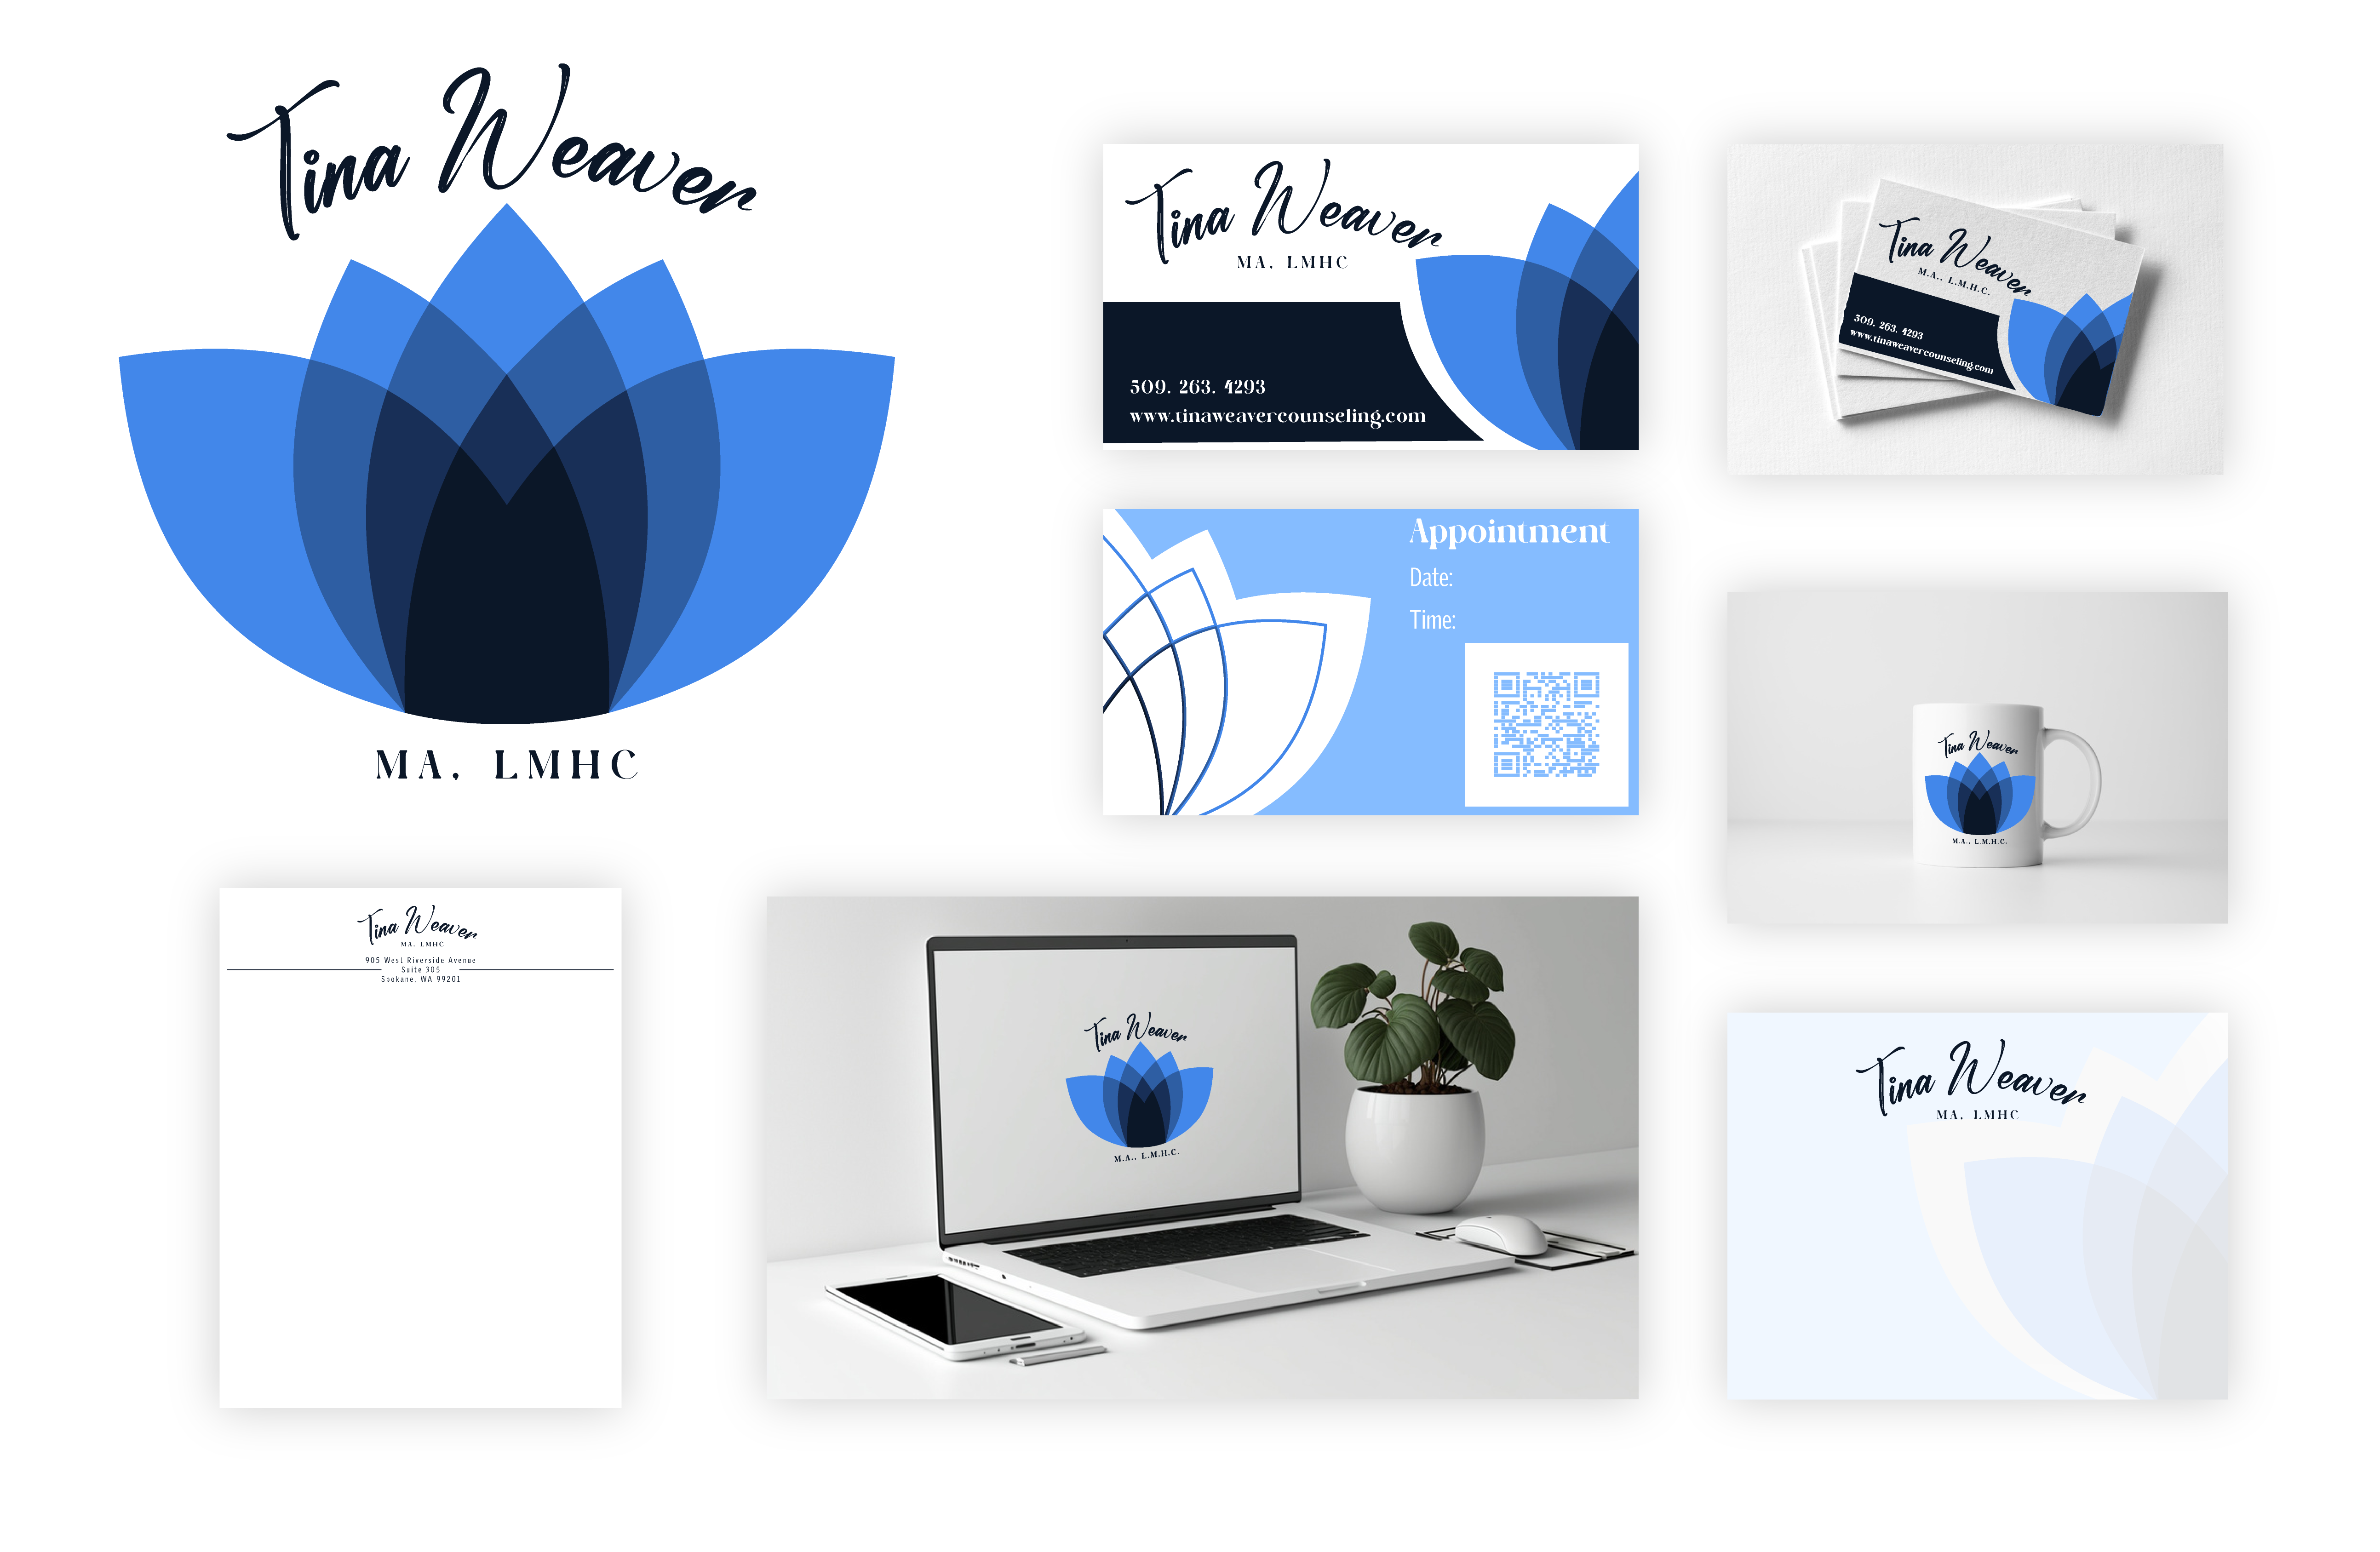 Tina Weaver
MA, LMHC
Tina Weaver
MA, LMHC
509. 263. 4293
www.tinaweavercounseling.com
Tina Weaver
M.A., L.M.H.C.
509. 263. 4293
www.tinaweavercounseling.com
Appointment
Date:
Time:
Tina Weaver
M.A., L.M.H.C.
Tina Weaver
MA, LMHC
905 West Riverside Avenue
Suite 305
Spokane, WA 99201
Tina Weaver
M.A., L.M.H.C.
Tina Weaver
MA, LMHC